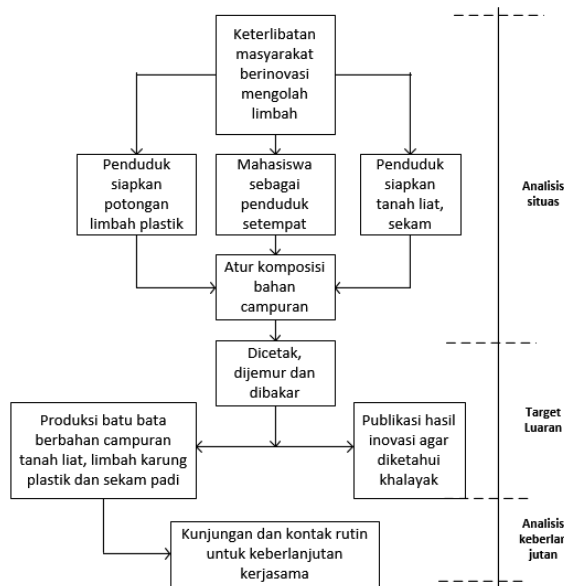 Keterlibatan
masyarakat
berinovasi
mengolah
limbah
Penduduk
siapkan
potongan
limbah plastik
Mahasiswa
sebagai
penduduk
setempat
Penduduk
siapkan
tanah liat,
sekam
Analisis
situas
Atur komposisi
bahan
campuran
Dicetak,
dijemur dan
dibakar
Produksi batu bata
berbahan campuran
tanah liat, limbah karung
plastik dan sekam padi
Publikasi hasil
inovasi agar
diketahui
khalayak
Target
Luaran
Kunjungan dan kontak rutin
untuk keberlanjutan
kerjasama
Analisis
keberlan
jutan